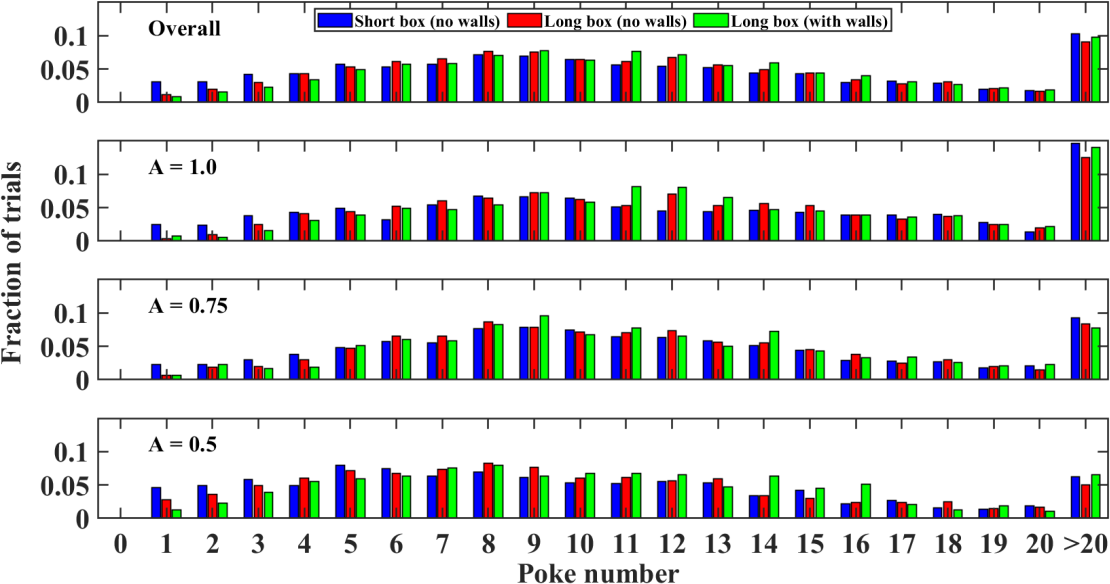 Overall
Short box (no walls) Long box (no walls) Long box (with walls)
0.1
0.05
0
A = 1.0
0.1
0.05
0
A = 0.75
0.1
0.05
0
A = 0.5
0.1
0.05
0
Fraction of trials
0 1 2 3 4 5 6 7 8 9 10 11 12 13 14 15 16 17 18 19 20 >20
Poke number